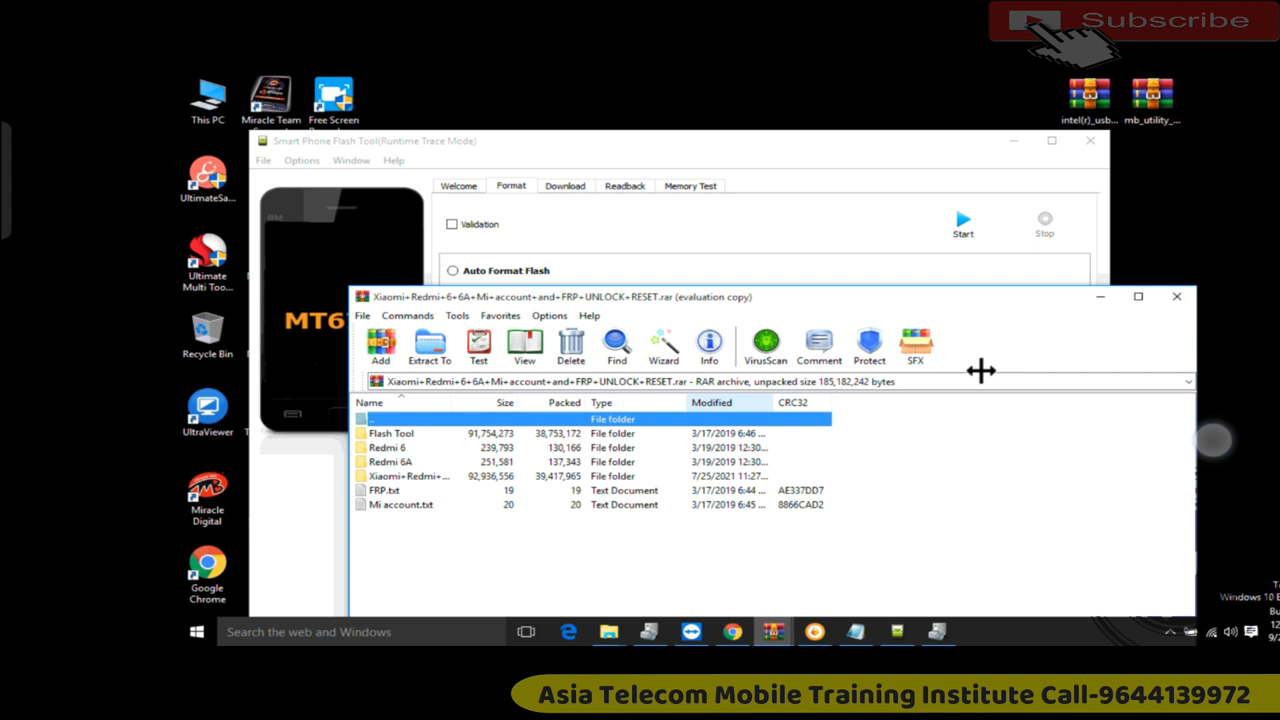 Subscribe
This PC
Miracle Team
Free Screen
intel(r)_usb...
mb_utility_...
Smart Phone Flash Tool(Runtime Trace Mode)
File Options Window Help
UltimateSa...
Welcome Format Download Readback Memory Test
Validation
Start
Stop
Auto Format Flash
Ultimate
Multi Too...
MT6
Xiaomi+Redmi+6+6A+Mi+account+and+FRP+UNLOCK+RESET.rar (evaluation copy)
File Commands Tools Favorites Options Help
Add Extract To Test View Delete Find Wizard Info VirusScan Comment Protect SFX
Recycle Bin
Xiaomi+Redmi+6+6A+Mi+account+and+FRP+UNLOCK+RESET.rar - RAR archive, unpacked size 185,182,242 bytes
Name Size Packed Type Modified CRC32
.. File folder
Flash Tool 91,754,273 38,753,172 File folder 3/17/2019 6:46 ...
Redmi 6 239,793 130,166 File folder 3/19/2019 12:30...
Redmi 6A 251,581 137,343 File folder 3/19/2019 12:30...
Xiaomi+Redmi+... 92,936,556 39,417,965 File folder 7/25/2021 11:27...
FRP.txt 19 19 Text Document 3/17/2019 6:44 ... AE337DD7
Mi account.txt 20 20 Text Document 3/17/2019 6:45 ... 8866CAD2
UltraViewer
Miracle
Digital
Google
Chrome
Windows 10 E
Search the web and Windows
Asia Telecom Mobile Training Institute Call-9644139972